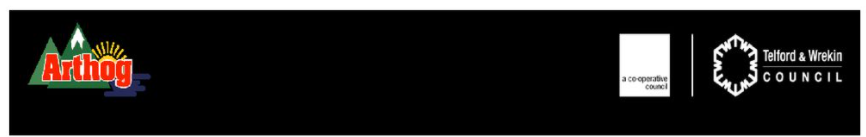 Arthog
a co-operative
council
Telford & Wrekin
COUNCIL